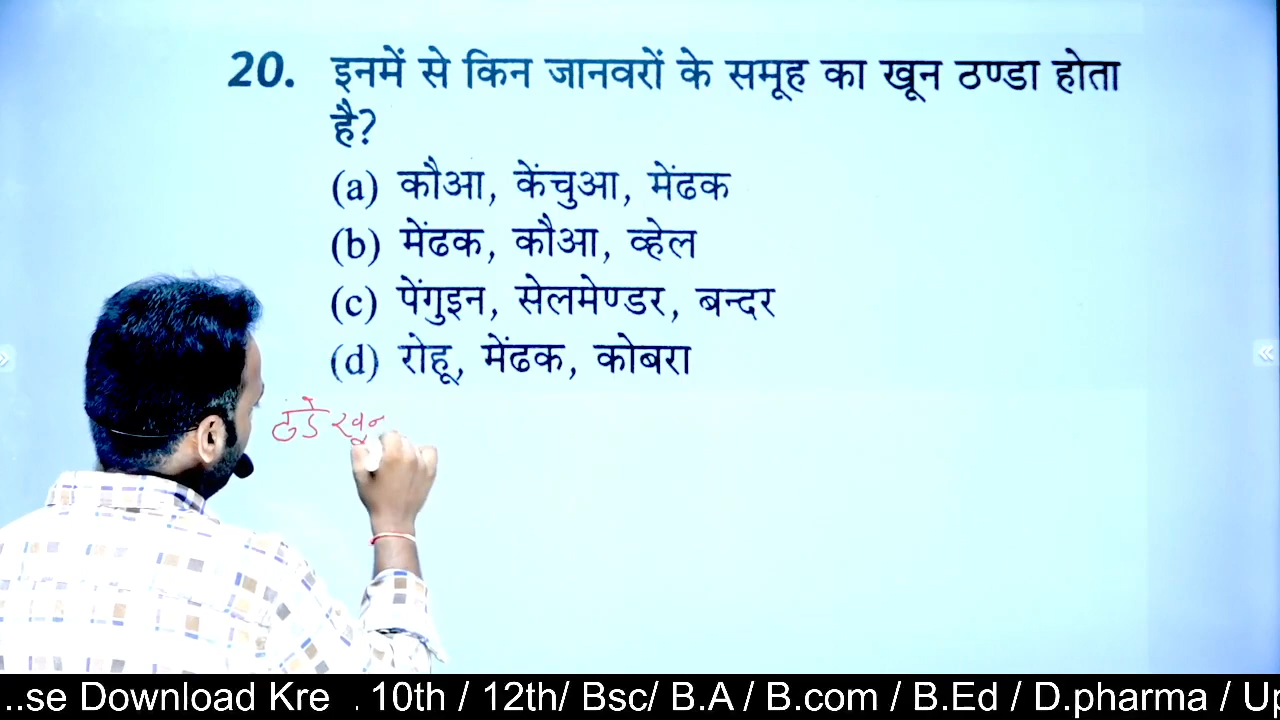 20. इनमें से किन जानवरों के समूह का खून ठण्डा होता
है?
(a) कौआ, केंचुआ, मेंढक
(b) मेंढक, कौआ, व्हेल
(c) पेंगुइन, सेलमेण्डर, बन्दर
(d) रोहू, मेंढक, कोबरा
ठंडे खून
..se Download Kre . 10th / 12th/ Bsc/ B.A / B.com / B.Ed / D.pharma / Up